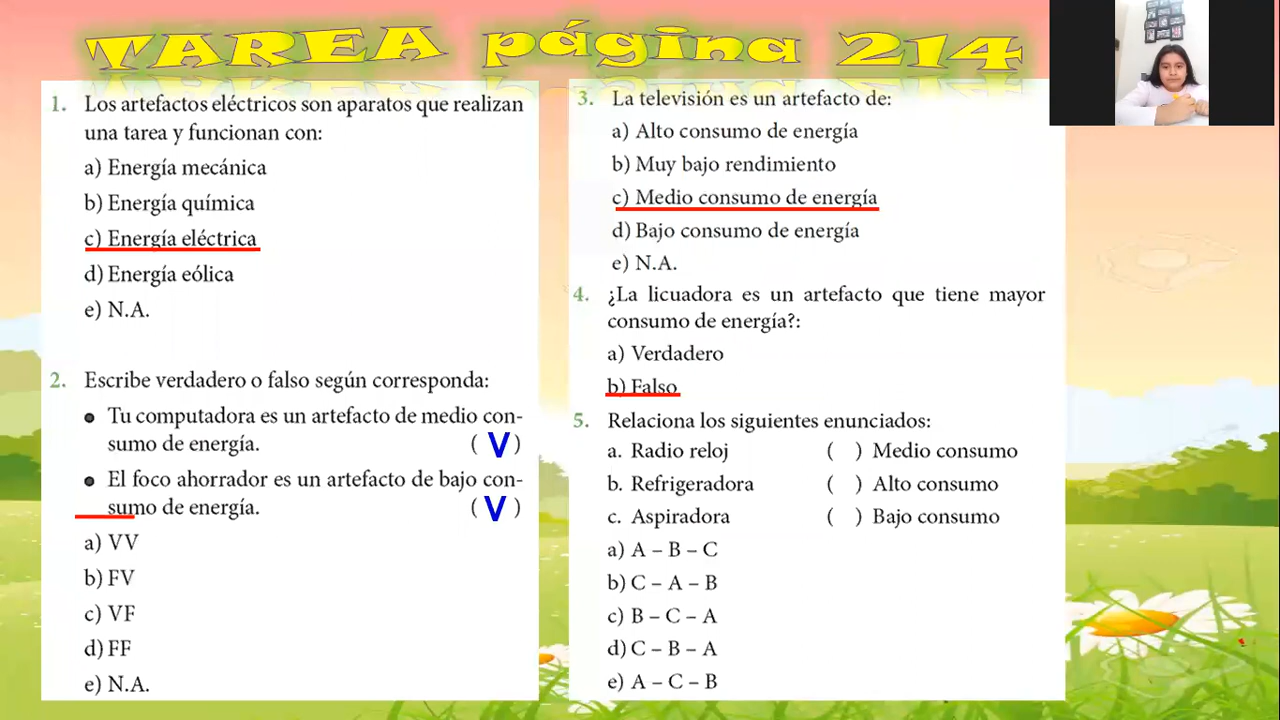 TAREA página 214
1. Los artefactos eléctricos son aparatos que realizan
una tarea y funcionan con:
a) Energía mecánica
b) Energía química
c) Energía eléctrica
d) Energía eólica
e) N.A.
2. Escribe verdadero o falso según corresponda:
• Tu computadora es un artefacto de medio con-
sumo de energía. ( V )
• El foco ahorrador es un artefacto de bajo con-
sumo de energía. ( V )
a) VV
b) FV
c) VF
d) FF
e) N.A.
3. La televisión es un artefacto de:
a) Alto consumo de energía
b) Muy bajo rendimiento
c) Medio consumo de energía
d) Bajo consumo de energía
e) N.A.
4. ¿La licuadora es un artefacto que tiene mayor
consumo de energía?:
a) Verdadero
b) Falso
5. Relaciona los siguientes enunciados:
a. Radio reloj ( ) Medio consumo
b. Refrigeradora ( ) Alto consumo
c. Aspiradora ( ) Bajo consumo
a) A – B – C
b) C – A – B
c) B – C – A
d) C – B – A
e) A – C – B